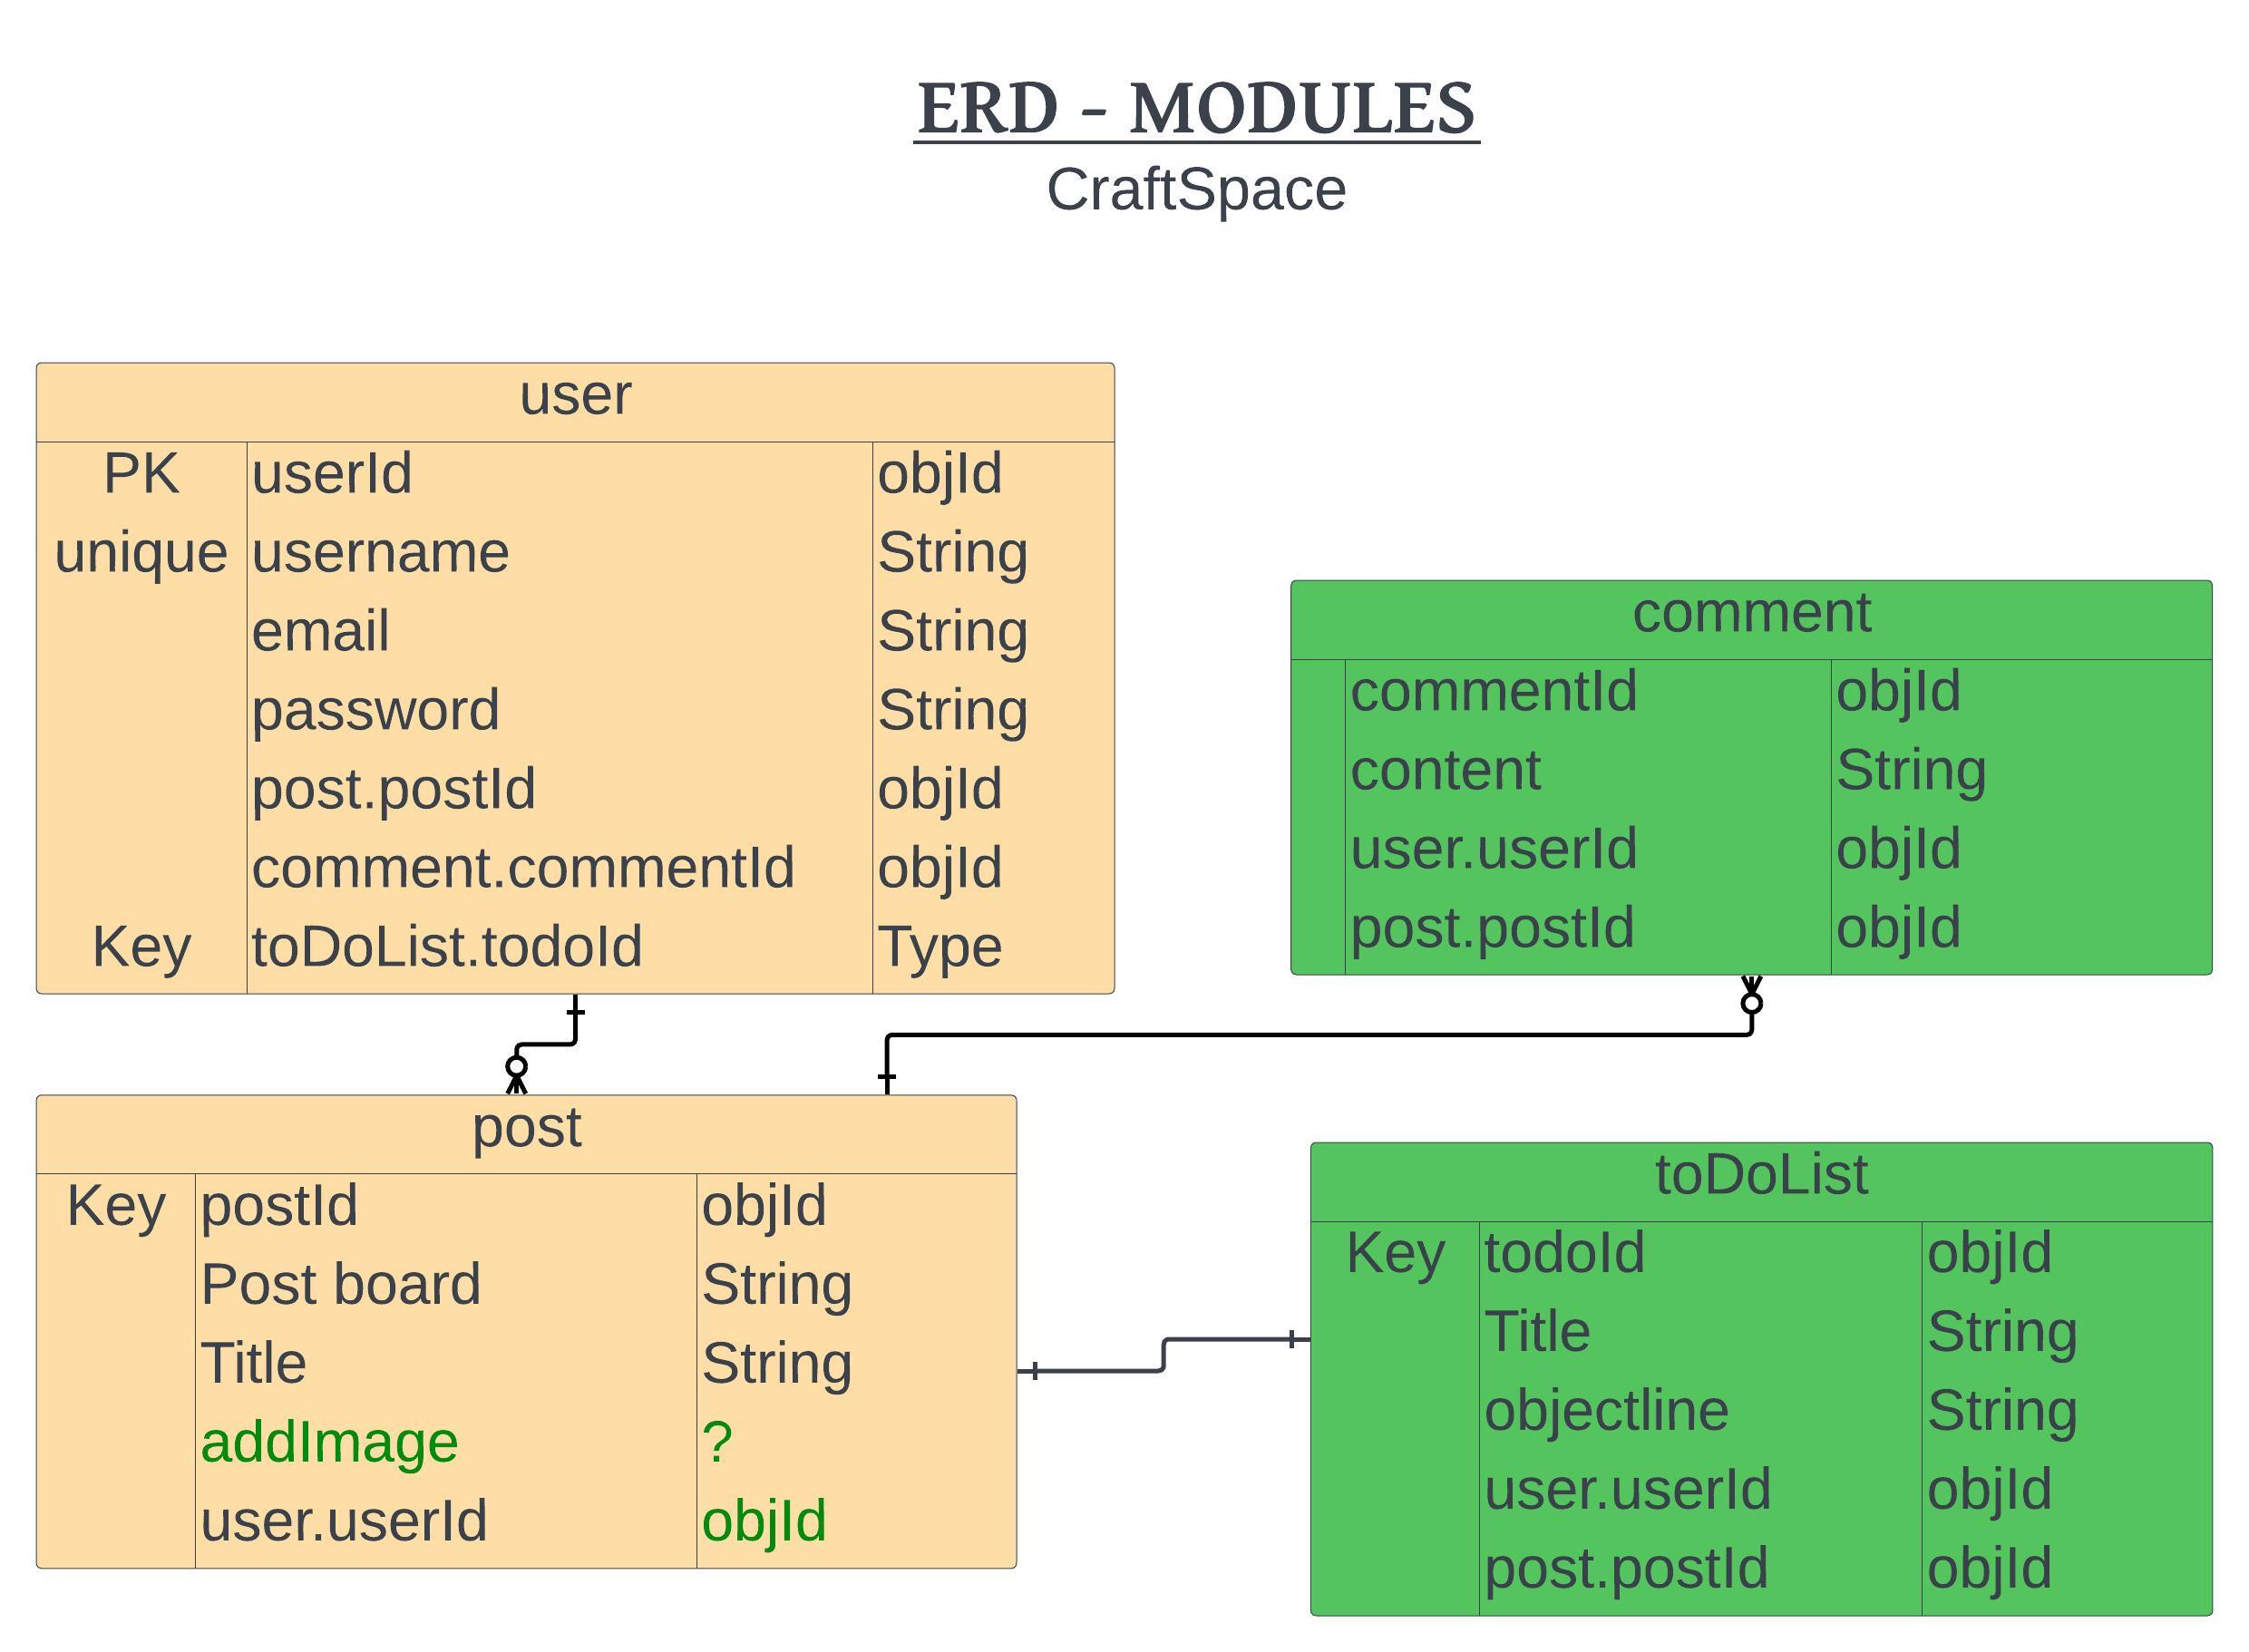 ERD - MODULES
CraftSpace
user
PK userId objId
unique username String
email String
password String
post.postId objId
comment.commentId objId
Key toDoList.todoId Type
comment
commentId objId
content String
user.userId objId
post.postId objId
post
Key postId objId
Post board String
Title String
addImage ?
user.userId objId
toDoList
Key todoId objId
Title String
objectline String
user.userId objId
post.postId objId